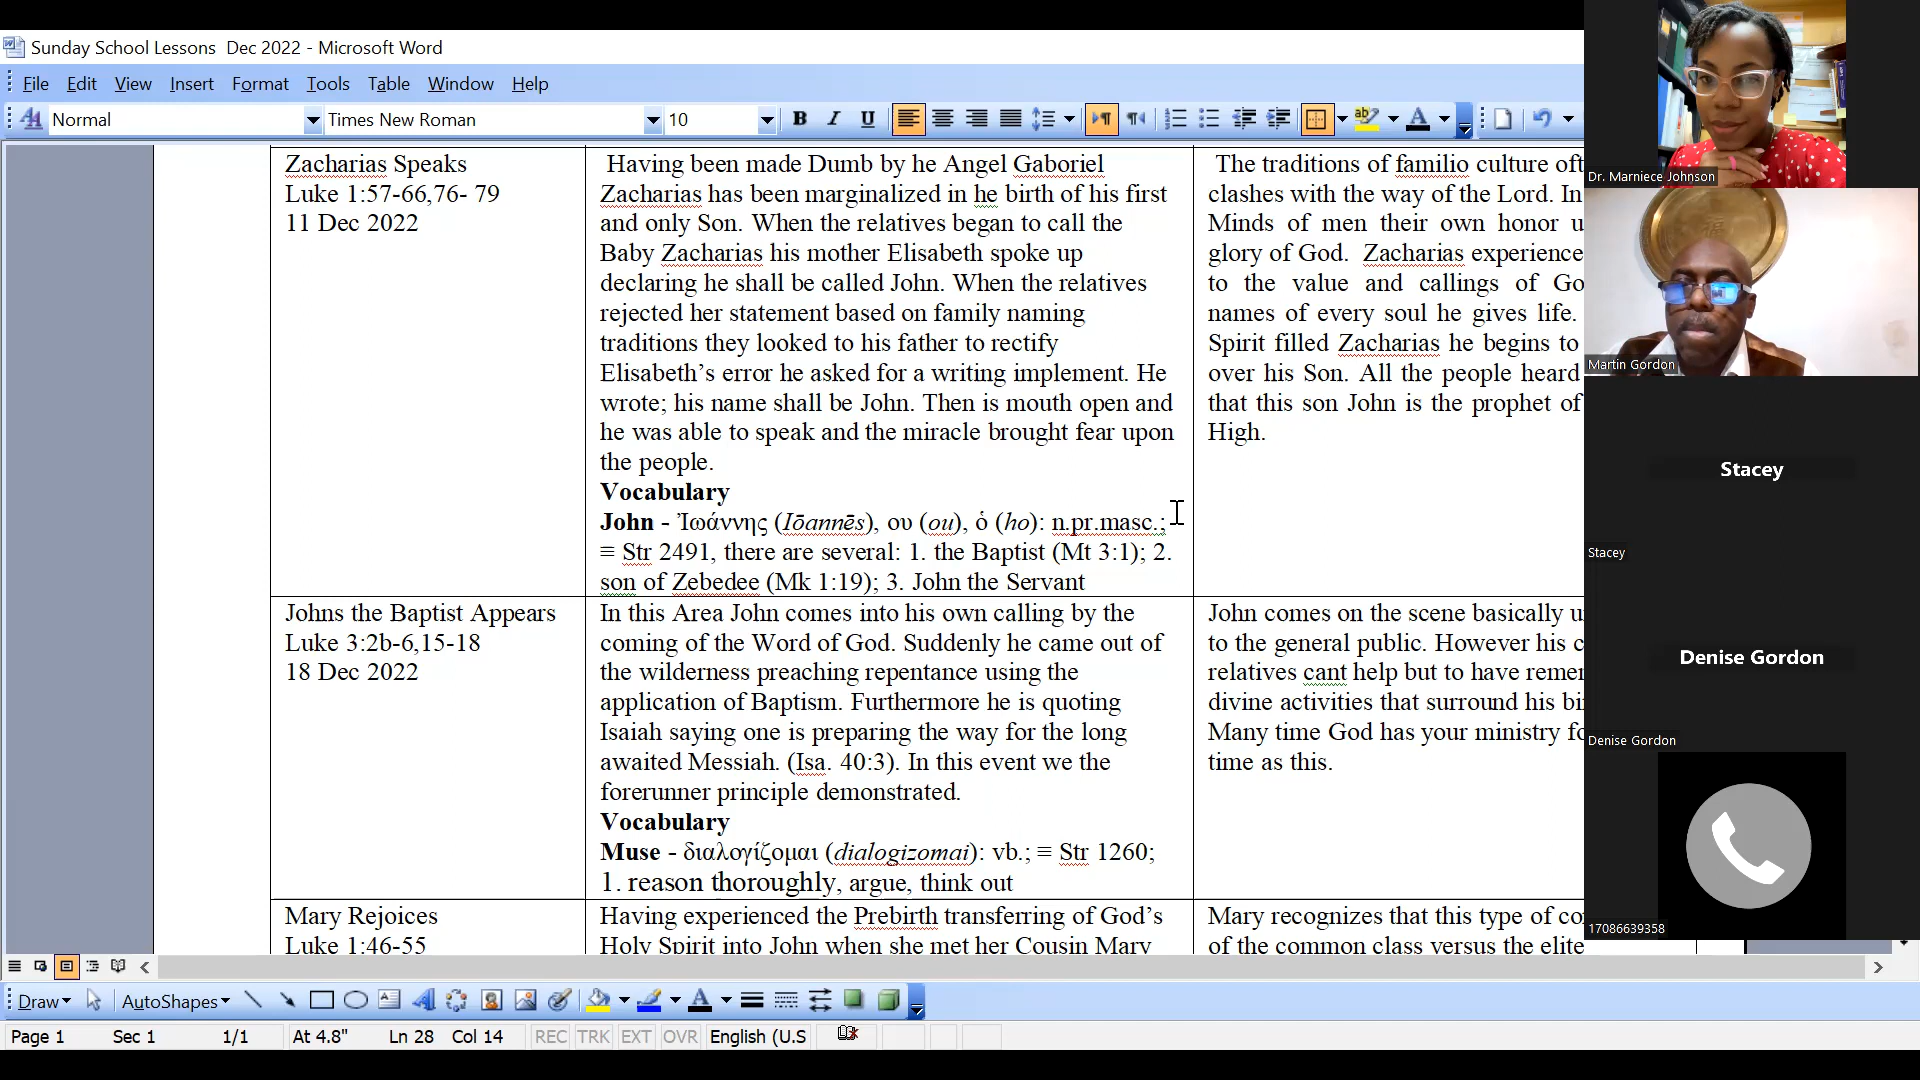 Sunday School Lessons Dec 2022 - Microsoft Word
File Edit View Insert Format Tools Table Window Help
Normal Times New Roman 10 B I U
Zacharias Speaks
Luke 1:57-66,76- 79
11 Dec 2022
Having been made Dumb by he Angel Gaboriel
Zacharias has been marginalized in he birth of his first
and only Son. When the relatives began to call the
Baby Zacharias his mother Elisabeth spoke up
declaring he shall be called John. When the relatives
rejected her statement based on family naming
traditions they looked to his father to rectify
Elisabeth’s error he asked for a writing implement. He
wrote; his name shall be John. Then is mouth open and
he was able to speak and the miracle brought fear upon
the people.
Vocabulary
John - Ἰωάννης (Iōannēs), ου (ou), ὁ (ho): n.pr.masc.;
≡ Str 2491, there are several: 1. the Baptist (Mt 3:1); 2.
son of Zebedee (Mk 1:19); 3. John the Servant
The traditions of familio culture oft
clashes with the way of the Lord. In
Minds of men their own honor u
glory of God. Zacharias experience
to the value and callings of Go
names of every soul he gives life.
Spirit filled Zacharias he begins to
over his Son. All the people heard
that this son John is the prophet of
High.
Johns the Baptist Appears
Luke 3:2b-6,15-18
18 Dec 2022
In this Area John comes into his own calling by the
coming of the Word of God. Suddenly he came out of
the wilderness preaching repentance using the
application of Baptism. Furthermore he is quoting
Isaiah saying one is preparing the way for the long
awaited Messiah. (Isa. 40:3). In this event we the
forerunner principle demonstrated.
Vocabulary
Muse - διαλογίζομαι (dialogizomai): vb.; ≡ Str 1260;
1. reason thoroughly, argue, think out
John comes on the scene basically u
to the general public. However his c
relatives cant help but to have remer
divine activities that surround his bi
Many time God has your ministry fo
time as this.
Mary Rejoices
Luke 1:46-55
Having experienced the Prebirth transferring of God’s
Holy Spirit into John when she met her Cousin Mary
Mary recognizes that this type of co
of the common class versus the elite
Draw AutoShapes
Page 1 Sec 1 1/1 At 4.8" Ln 28 Col 14 REC TRK EXT OVR English (U.S
Dr. Marniece Johnson
Martin Gordon
Stacey
Stacey
Denise Gordon
Denise Gordon
17086639358